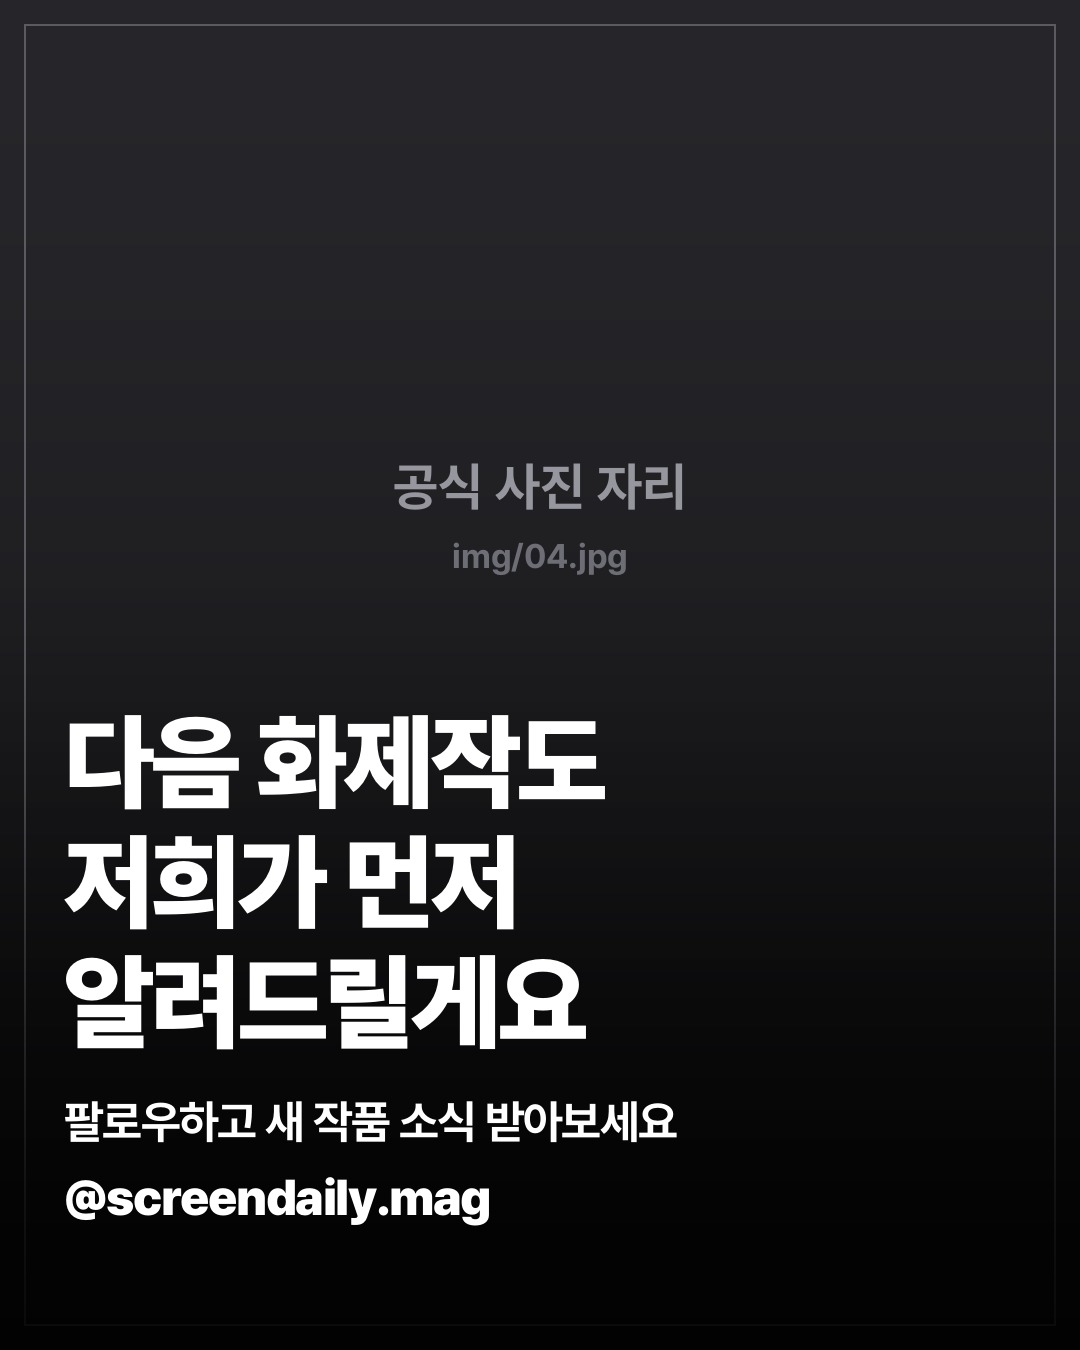 공식 사진 자리
img/04.jpg
다음 화제작도
저희가 먼저
알려드릴게요
팔로우하고 새 작품 소식 받아보세요
@screendaily.mag